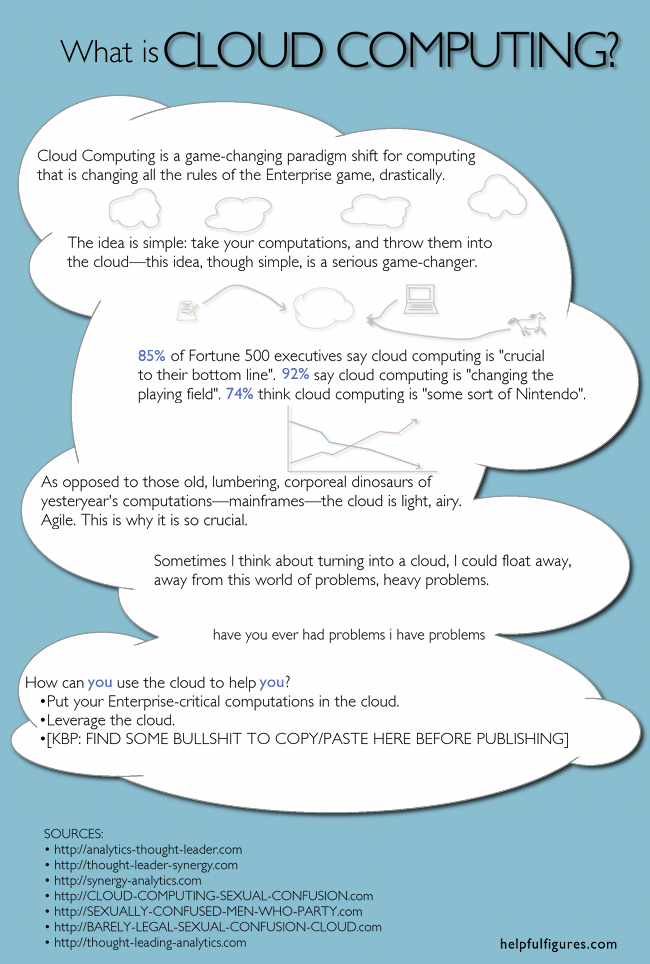 What is CLOUD COMPUTING?
Cloud Computing is a game-changing paradigm shift for computing
that is changing all the rules of the Enterprise game, drastically.
The idea is simple: take your computations, and throw them into
the cloud—this idea, though simple, is a serious game-changer.
85% of Fortune 500 executives say cloud computing is "crucial
to their bottom line". 92% say cloud computing is "changing the
playing field". 74% think cloud computing is "some sort of Nintendo".
As opposed to those old, lumbering, corporeal dinosaurs of
yesteryear's computations—mainframes—the cloud is light, airy.
Agile. This is why it is so crucial.
Sometimes I think about turning into a cloud, I could float away,
away from this world of problems, heavy problems.
have you ever had problems i have problems
How can you use the cloud to help you?
•Put your Enterprise-critical computations in the cloud.
•Leverage the cloud.
•[KBP: FIND SOME BULLSHIT TO COPY/PASTE HERE BEFORE PUBLISHING]
SOURCES:
• http://analytics-thought-leader.com
• http://thought-leader-synergy.com
• http://synergy-analytics.com
• http://CLOUD-COMPUTING-SEXUAL-CONFUSION.com
• http://SEXUALLY-CONFUSED-MEN-WHO-PARTY.com
• http://BARELY-LEGAL-SEXUAL-CONFUSION-CLOUD.com
• http://thought-leading-analytics.com
helpfulfigures.com